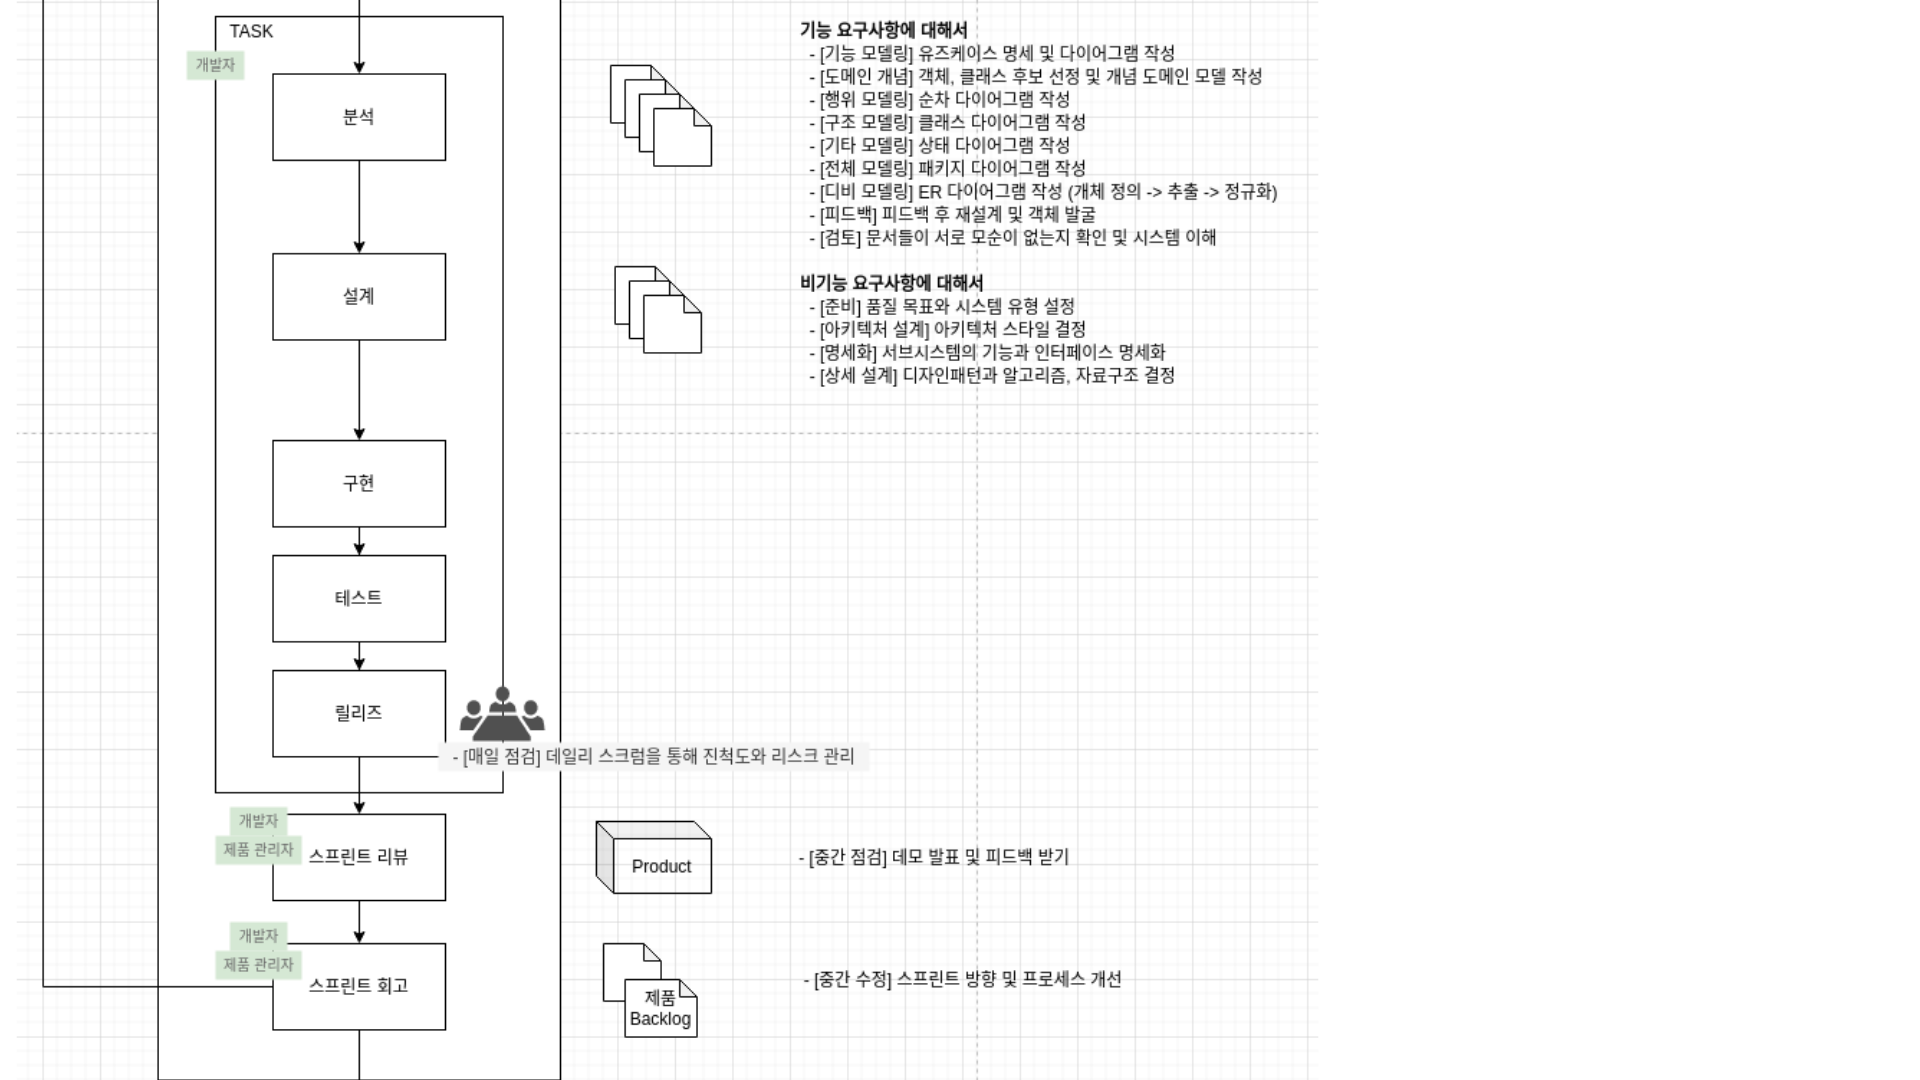 TASK
개발자
분석
설계
구현
테스트
릴리즈
기능 요구사항에 대해서
- [기능 모델링] 유즈케이스 명세 및 다이어그램 작성
- [도메인 개념] 객체, 클래스 후보 선정 및 개념 도메인 모델 작성
- [행위 모델링] 순차 다이어그램 작성
- [구조 모델링] 클래스 다이어그램 작성
- [기타 모델링] 상태 다이어그램 작성
- [전체 모델링] 패키지 다이어그램 작성
- [디비 모델링] ER 다이어그램 작성 (개체 정의 -> 추출 -> 정규화)
- [피드백] 피드백 후 재설계 및 객체 발굴
- [검토] 문서들이 서로 모순이 없는지 확인 및 시스템 이해
비기능 요구사항에 대해서
- [준비] 품질 목표와 시스템 유형 설정
- [아키텍처 설계] 아키텍처 스타일 결정
- [명세화] 서브시스템의 기능과 인터페이스 명세화
- [상세 설계] 디자인패턴과 알고리즘, 자료구조 결정
- [매일 점검] 데일리 스크럼을 통해 진척도와 리스크 관리
개발자
제품 관리자
스프린트 리뷰
Product
- [중간 점검] 데모 발표 및 피드백 받기
개발자
제품 관리자
스프린트 회고
제품
Backlog
- [중간 수정] 스프린트 방향 및 프로세스 개선